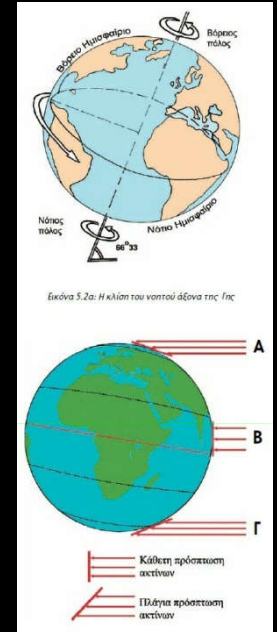 Βόρειο Ημισφαίριο
Βόρειος
πόλος
Νότιος
πόλος
66°33
Νότιο Ημισφαίριο
Εικόνα 5.2α: Η κλίση του νοητού άξονα της Γης
Α
Β
Γ
Κάθετη πρόσπτωση
ακτίνων
Πλάγια πρόσπτωση
ακτίνων